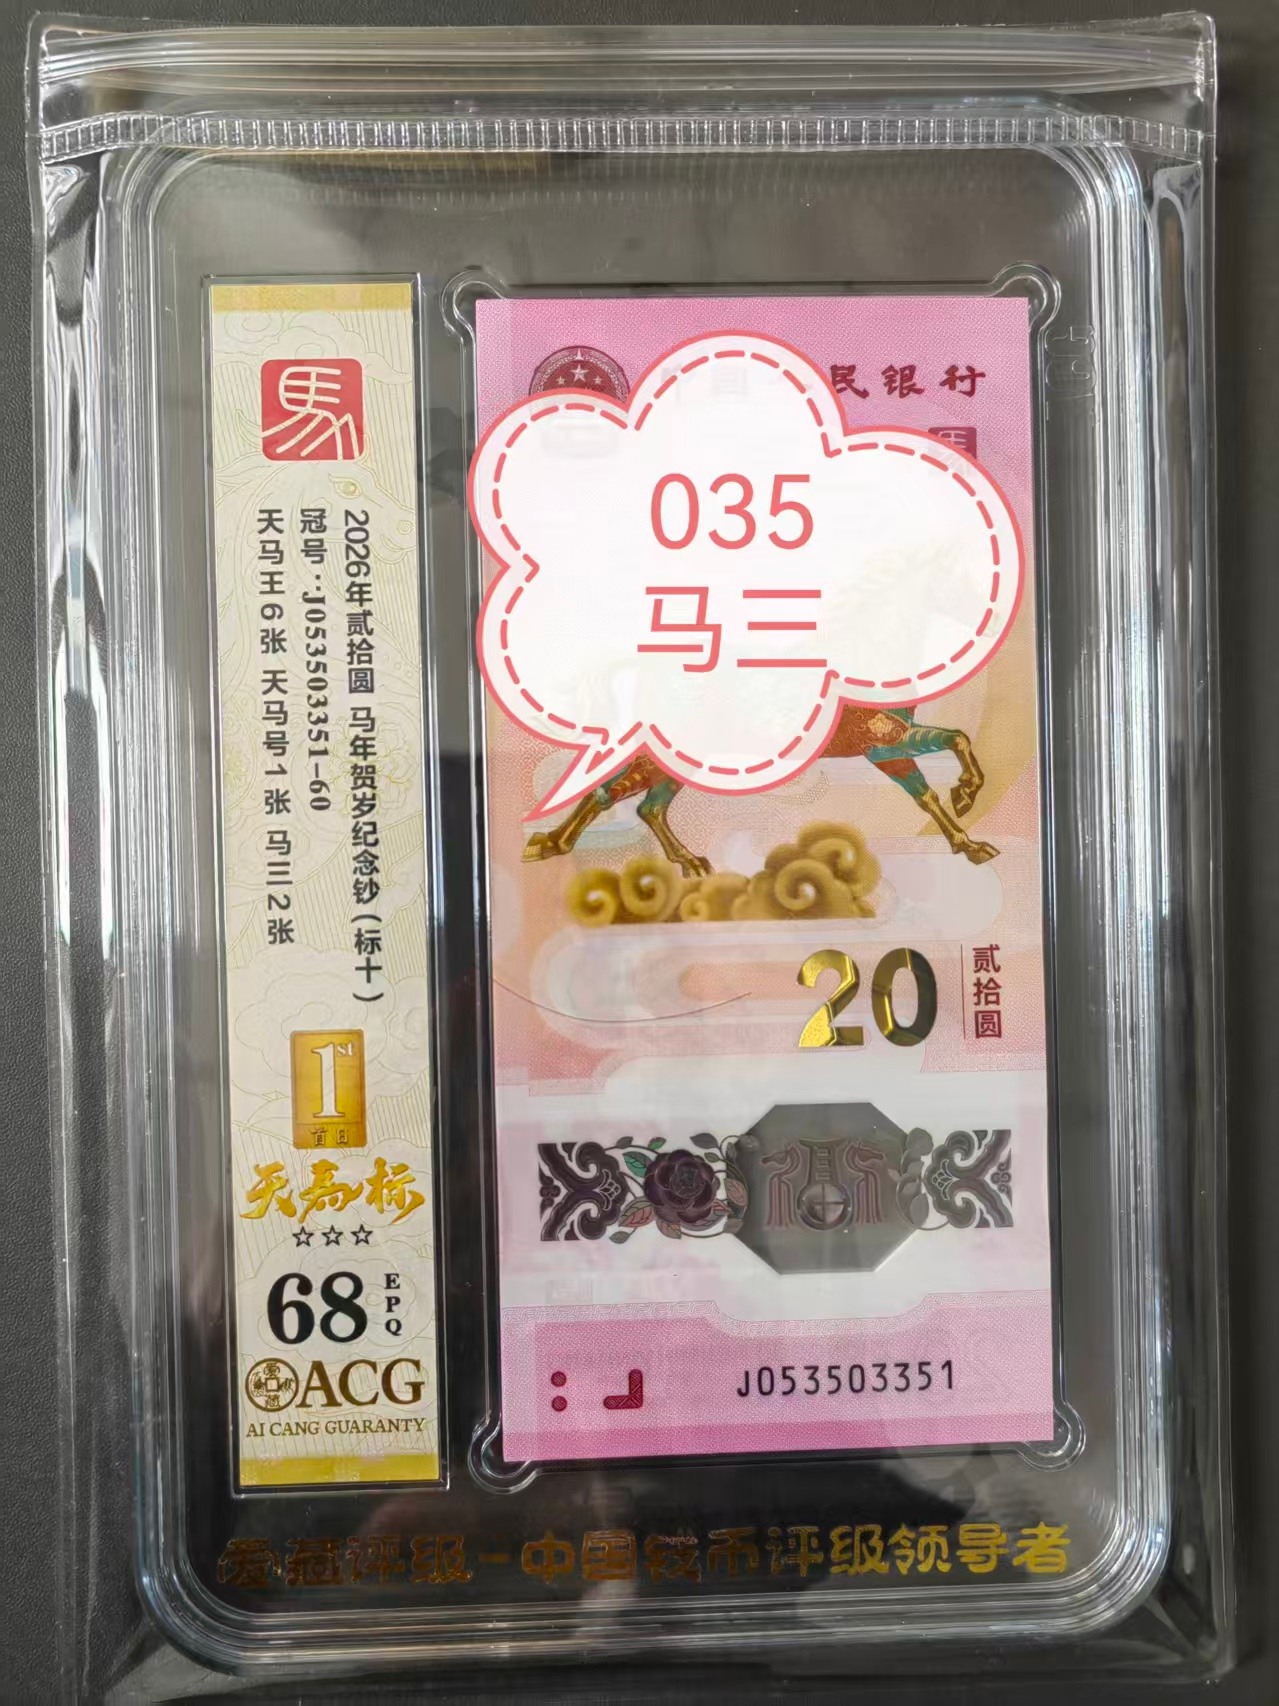 馬
2026年贰拾圆 马年贺岁纪念钞(标十)
冠号:J053503351-60
天马王6张 天马号1张 马三2张
1st
首日
天马标
☆☆☆
68 EPQ
爱藏
ACG
AI CANG GUARANTY
民银行
035
马三
20
贰拾圆
J053503351
爱藏评级-中国钱币评级领导者